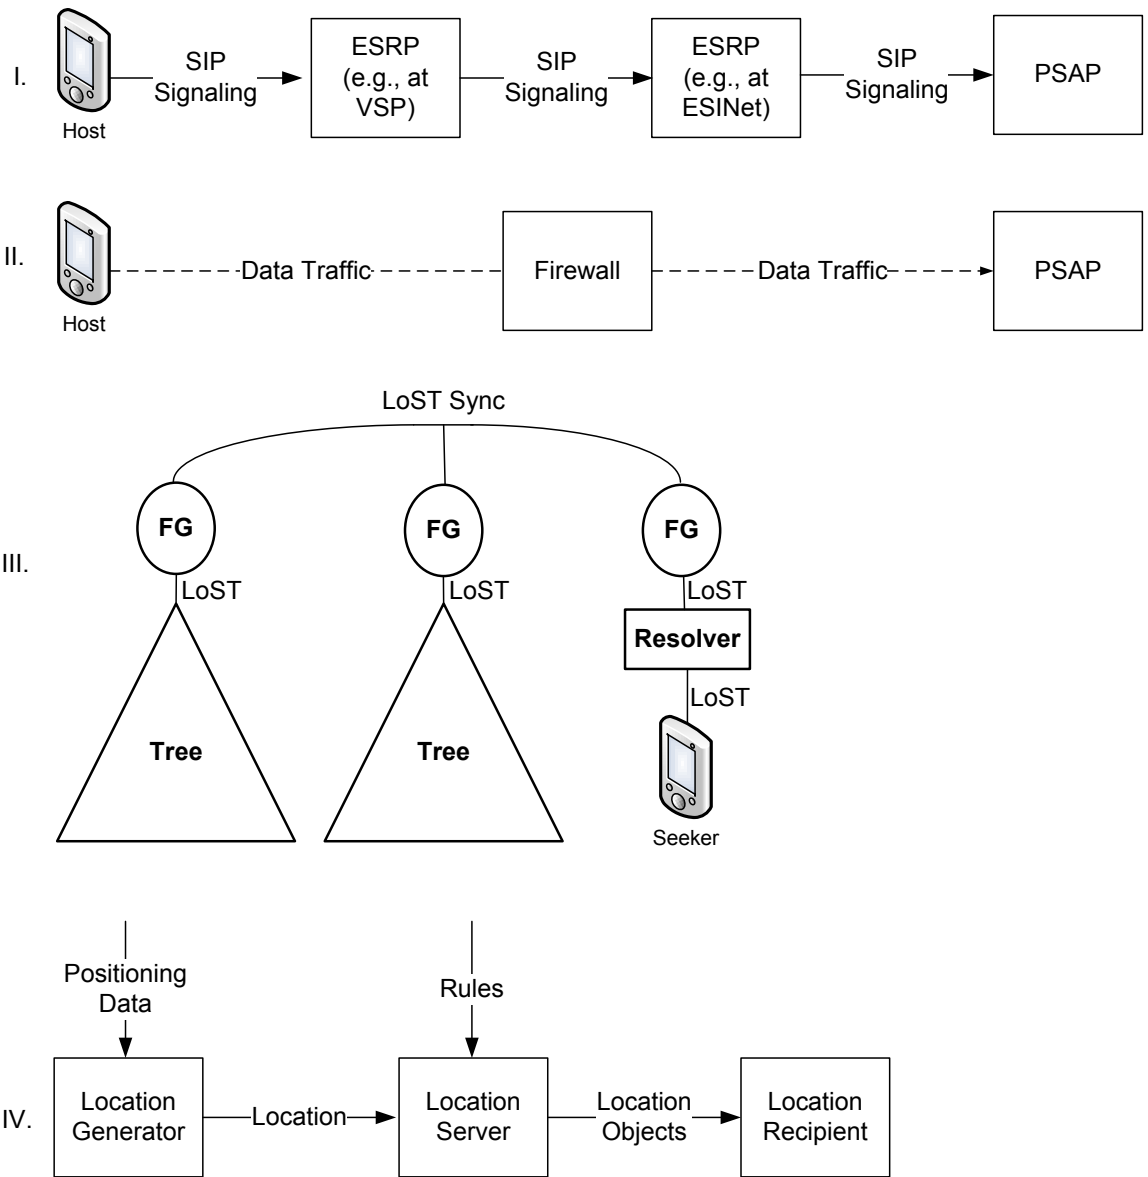 I.
Host
SIP
Signaling
ESRP
(e.g., at
VSP)
SIP
Signaling
ESRP
(e.g., at
ESINet)
SIP
Signaling
PSAP
II.
Host
Data Traffic
Firewall
Data Traffic
PSAP
LoST Sync
III.
FG
FG
FG
LoST
LoST
LoST
Resolver
LoST
Tree
Tree
Seeker
IV.
Positioning
Data
Rules
Location
Generator
Location
Location
Server
Location
Objects
Location
Recipient